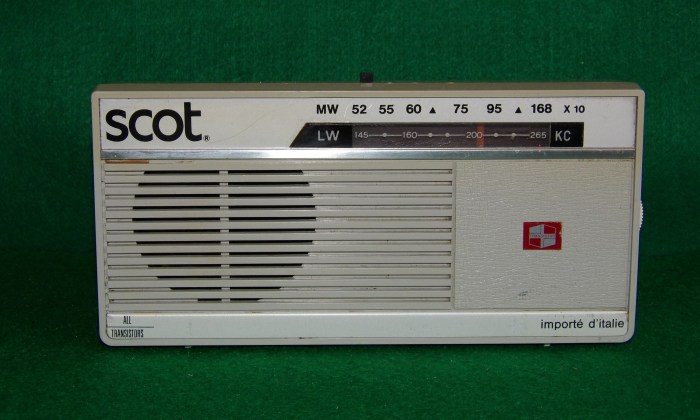 scot®
MW 52 55 60 ▲ 75 95 ▲ 168 X 10
LW 145 160 200 265 KC
ALL
TRANSISTORS
importé d'italie